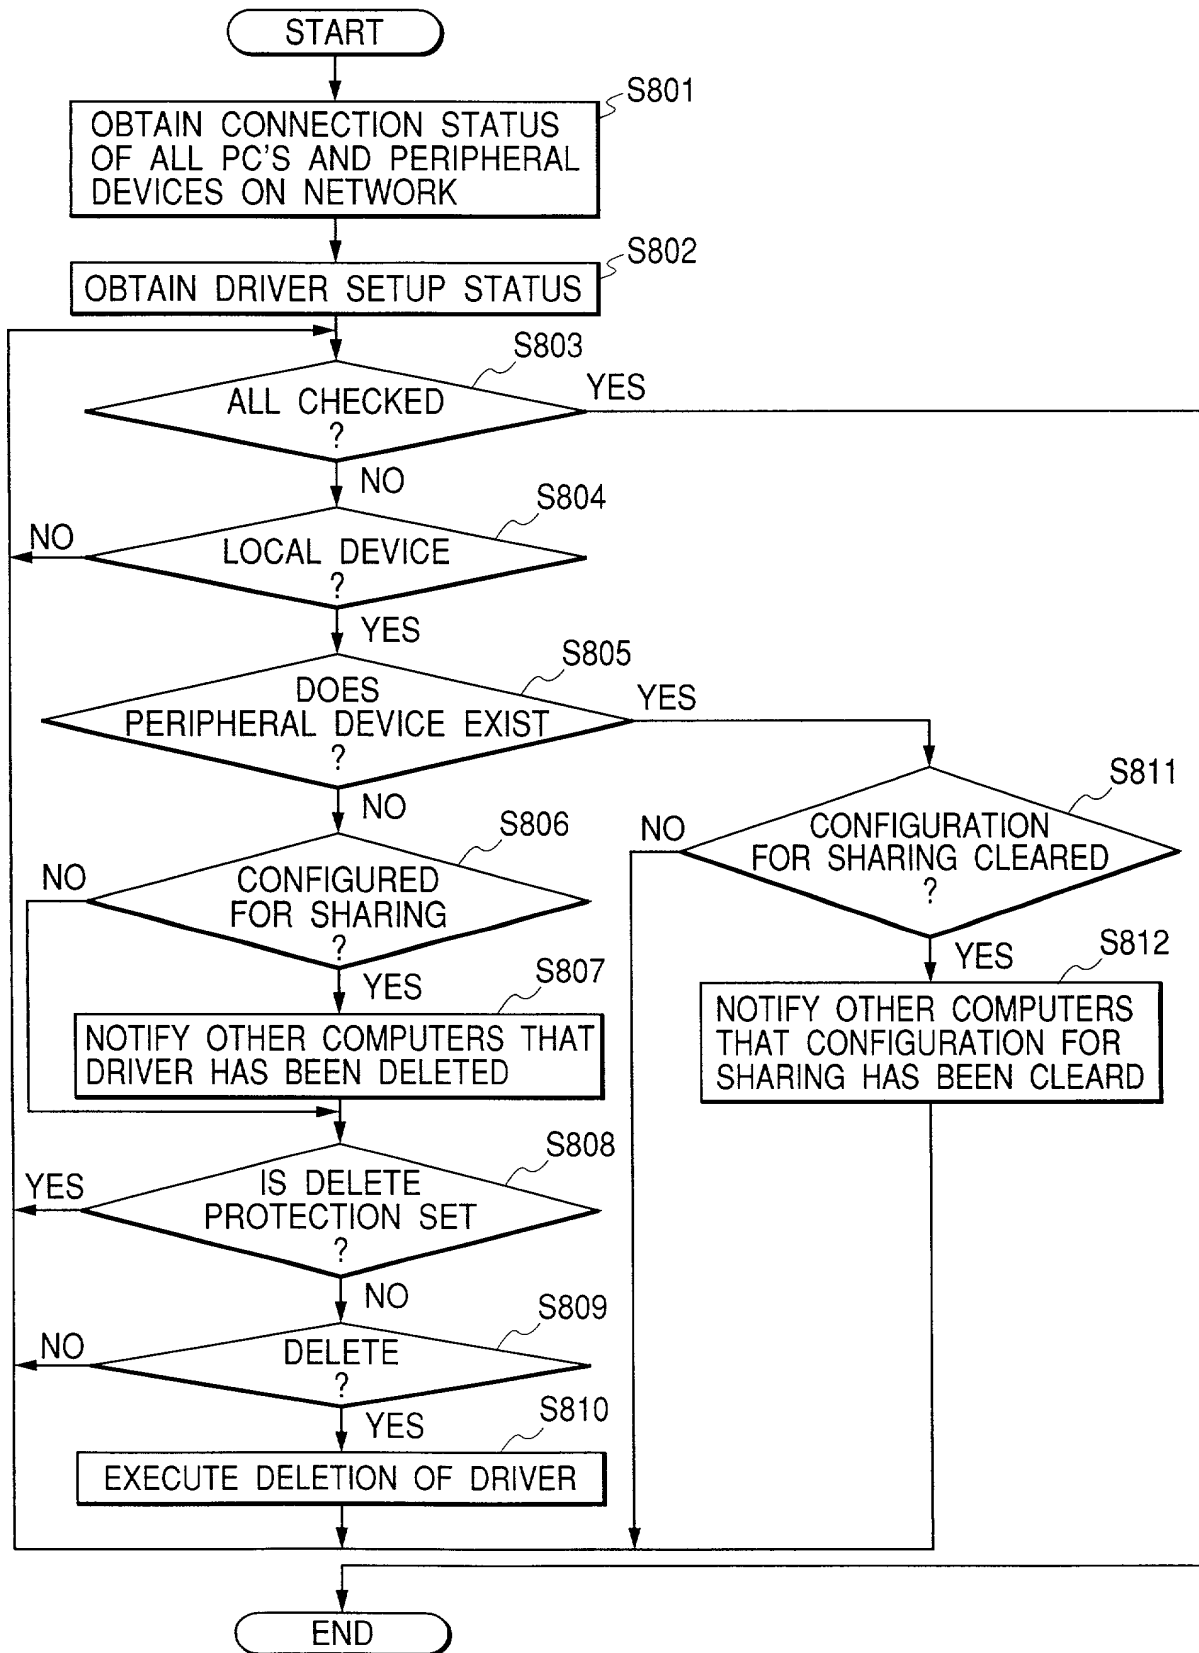 START
S801
OBTAIN CONNECTION STATUS
OF ALL PC'S AND PERIPHERAL
DEVICES ON NETWORK
S802
OBTAIN DRIVER SETUP STATUS
S803
YES
ALL CHECKED
?
NO
S804
NO
LOCAL DEVICE
?
YES
S805
YES
DOES
PERIPHERAL DEVICE EXIST
?
NO
S806
NO
CONFIGURED
FOR SHARING
?
YES
S807
NOTIFY OTHER COMPUTERS THAT
DRIVER HAS BEEN DELETED
S808
YES
IS DELETE
PROTECTION SET
?
NO
S809
NO
DELETE
?
YES
S810
EXECUTE DELETION OF DRIVER
S811
NO
CONFIGURATION
FOR SHARING CLEARED
?
YES
S812
NOTIFY OTHER COMPUTERS
THAT CONFIGURATION FOR
SHARING HAS BEEN CLEARD
END